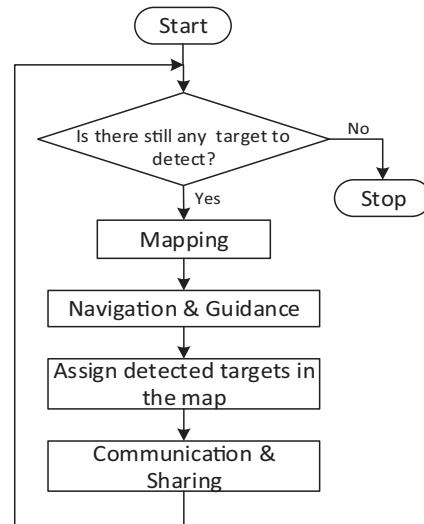 Start
Is there still any target to
detect?
No
Stop
Yes
Mapping
Navigation & Guidance
Assign detected targets in
the map
Communication &
Sharing